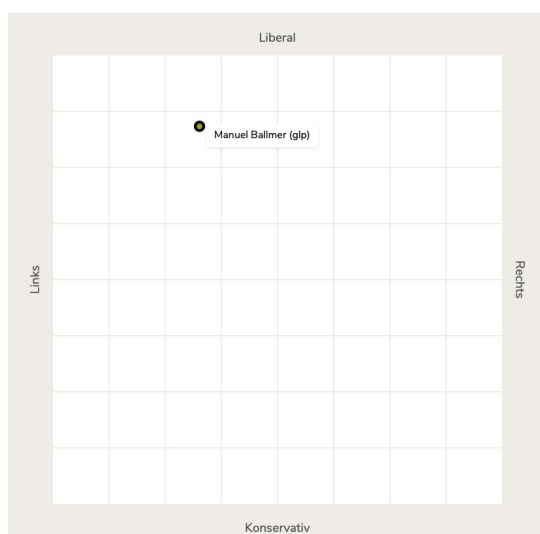 Liberal
Manuel Ballmer (glp)
Links
Rechts
Konservativ